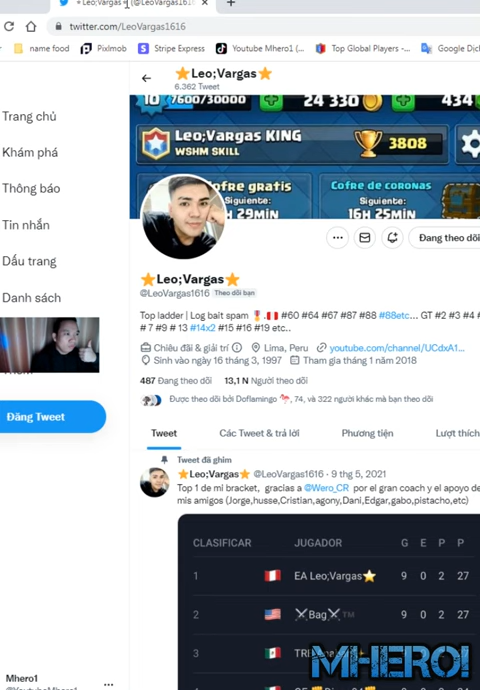 ⭐Leo;Vargas⭐ (@LeoVargas161
twitter.com/LeoVargas1616
name food
Pixlmob
Stripe Express
Youtube Mhero1 (...
Top Global Players -...
Google Dịc
⭐Leo;Vargas⭐
6.362 Tweet
10 7600/30000 24 330 434
Leo;Vargas KING
WSHM SKILL
3808
Cofre gratis
Siguiente:
29MIN
Cofre de coronas
Siguiente:
16H 25MIN
Trang chủ
Khám phá
Thông báo
Tin nhắn
Dấu trang
Danh sách
Đăng Tweet
Đang theo dõi
⭐Leo;Vargas⭐
@LeoVargas1616 Theo dõi bạn
Top ladder | Log bait spam 🎖️.🇵🇪 #60 #64 #67 #87 #88 #88etc... GT #2 #3 #4
# 7 #9 # 13 #14x2 #15 #16 #19 etc..
Chiêu đãi & giải trí Lima, Peru youtube.com/channel/UCdxA1...
Sinh vào ngày 16 tháng 3, 1997 Tham gia tháng 1 năm 2018
487 Đang theo dõi 13,1 N Người theo dõi
Được theo dõi bởi Doflamingo 🦩, 74, và 322 người khác mà bạn theo dõi
Tweet Các Tweet & trả lời Phương tiện Lượt thích
Tweet đã ghim
⭐Leo;Vargas⭐ @LeoVargas1616 · 9 thg 5, 2021
Top 1 de mi bracket, gracias a @Wero_CR por el gran coach y el apoyo de
mis amigos (Jorge,husse,Cristian,agony,Dani,Edgar,gabo,pistacho,etc)
CLASIFICAR JUGADOR G E P P
1 EA Leo;Vargas⭐ 9 0 2 27
2 ⚔Bag⚔™ 9 0 2 27
3
MHERO!
Mhero1
@YoutubeMhero1